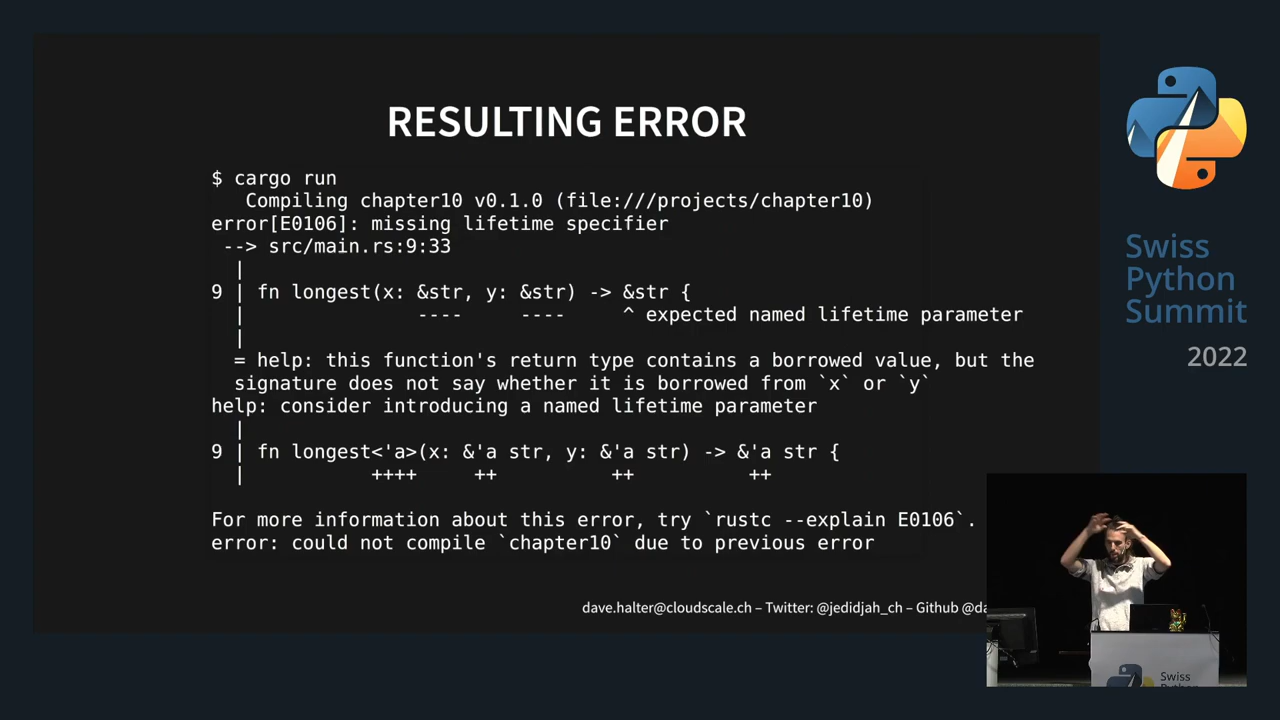 RESULTING ERROR
$ cargo run
   Compiling chapter10 v0.1.0 (file:///projects/chapter10)
error[E0106]: missing lifetime specifier
 --> src/main.rs:9:33
  |
9 | fn longest(x: &str, y: &str) -> &str {
  |               ----     ----     ^ expected named lifetime parameter
  |
  = help: this function's return type contains a borrowed value, but the
  signature does not say whether it is borrowed from `x` or `y`
help: consider introducing a named lifetime parameter
  |
9 | fn longest<'a>(x: &'a str, y: &'a str) -> &'a str {
  |           ++++     ++          ++          ++
For more information about this error, try `rustc --explain E0106`.
error: could not compile `chapter10` due to previous error
dave.halter@cloudscale.ch – Twitter: @jedidjah_ch – Github @da
Swiss
Python
Summit
2022
Swiss